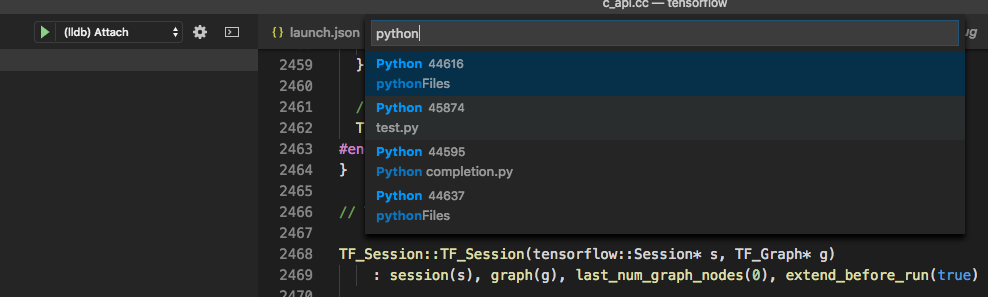 c_api.cc — tensorflow
(lldb) Attach
{} launch.json
python
Python 44616
pythonFiles
Python 45874
test.py
Python 44595
Python completion.py
Python 44637
pythonFiles
2459 }
2460
2461 /
2462 T
2463 #en
2464 }
2465
2466 //
2467
2468 TF_Session::TF_Session(tensorflow::Session* s, TF_Graph* g)
2469 : session(s), graph(g), last_num_graph_nodes(0), extend_before_run(true)
2470